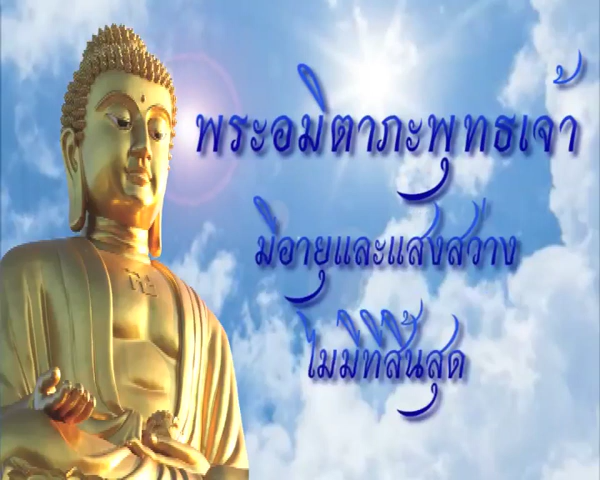 พระอมิตาภะพุทธเจ้า
มีอายุและแสงสว่าง
ไม่มีที่สิ้นสุด